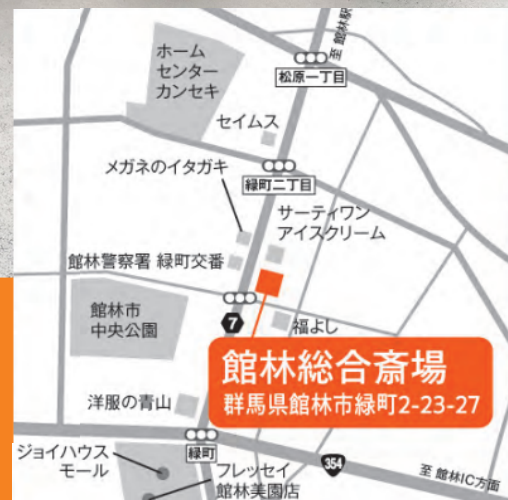 至 館林駅
ホーム
センター
カンセキ
松原一丁目
セイムス
メガネのイタガキ
緑町二丁目
サーティワン
アイスクリーム
館林警察署 緑町交番
館林市
中央公園
7
福よし
館林総合斎場
群馬県館林市緑町2-23-27
洋服の青山
緑町
ジョイハウス
モール
フレッセイ
館林美園店
354
至 館林IC方面